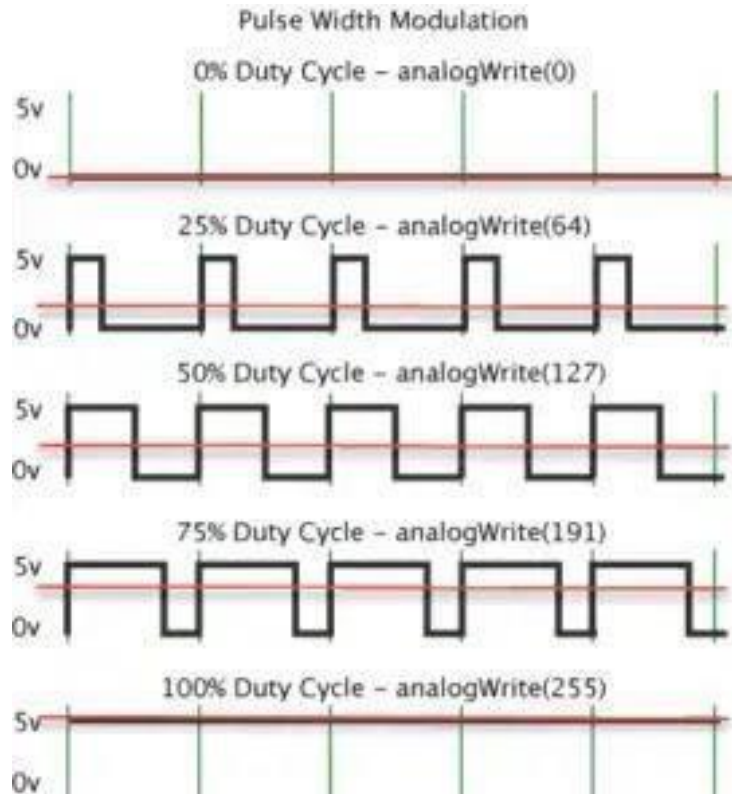 Pulse Width Modulation
0% Duty Cycle – analogWrite(0)
5v
0v
25% Duty Cycle – analogWrite(64)
5v
0v
50% Duty Cycle – analogWrite(127)
5v
0v
75% Duty Cycle – analogWrite(191)
5v
0v
100% Duty Cycle – analogWrite(255)
5v
0v